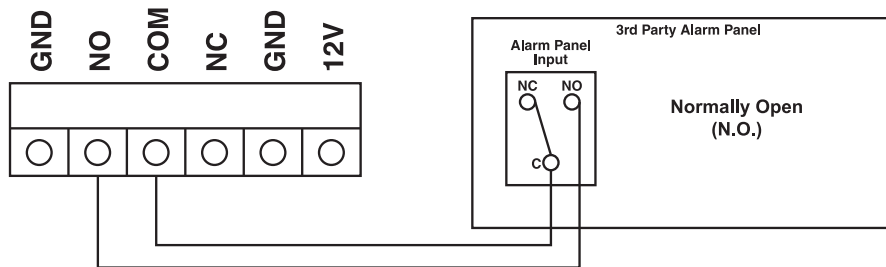 GND
NO
COM
NC
GND
12V
3rd Party Alarm Panel
Alarm Panel
Input
NC
NO
C
Normally Open
(N.O.)